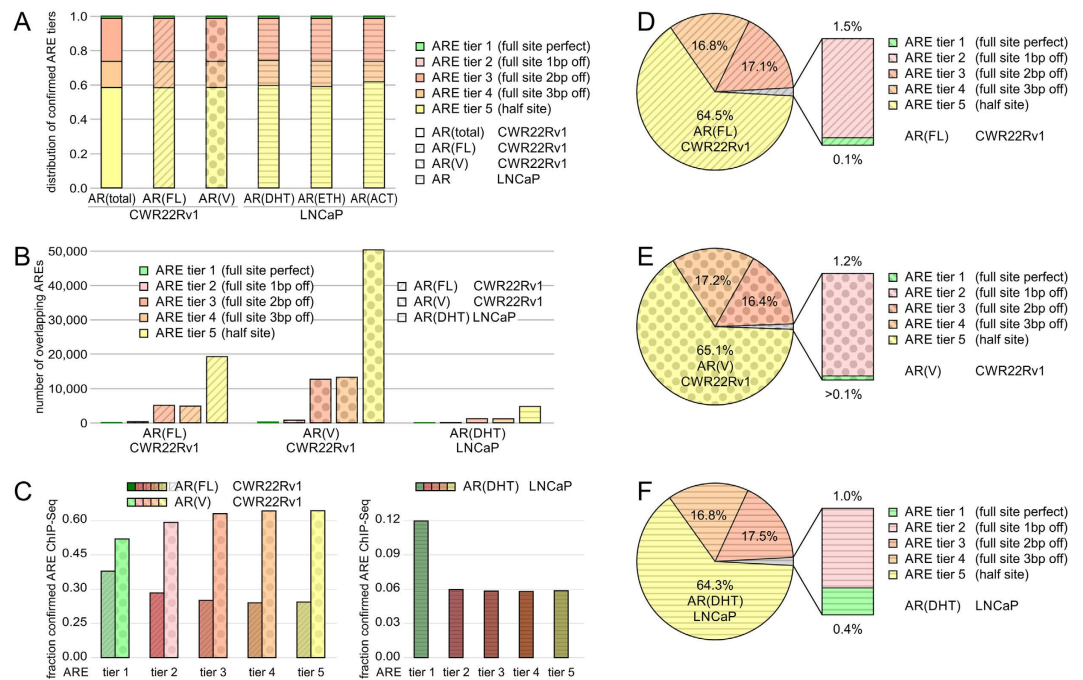 A
distribution of confirmed ARE tiers
1.0
0.8
0.6
0.4
0.2
0.0
AR(total) AR(FL) AR(V) AR(DHT) AR(ETH) AR(ACT)
CWR22Rv1 LNCaP
ARE tier 1 (full site perfect)
ARE tier 2 (full site 1bp off)
ARE tier 3 (full site 2bp off)
ARE tier 4 (full site 3bp off)
ARE tier 5 (half site)
AR(total) CWR22Rv1
AR(FL) CWR22Rv1
AR(V) CWR22Rv1
AR LNCaP
B
number of overlapping AREs
50,000
40,000
30,000
20,000
10,000
0
ARE tier 1 (full site perfect)
ARE tier 2 (full site 1bp off)
ARE tier 3 (full site 2bp off)
ARE tier 4 (full site 3bp off)
ARE tier 5 (half site)
AR(FL) CWR22Rv1
AR(V) CWR22Rv1
AR(DHT) LNCaP
AR(FL) AR(V) AR(DHT)
CWR22Rv1 CWR22Rv1 LNCaP
C
fraction confirmed ARE ChIP-Seq
AR(FL) CWR22Rv1
AR(V) CWR22Rv1
0.60
0.45
0.30
0.25
0.00
ARE tier 1 tier 2 tier 3 tier 4 tier 5
fraction confirmed ARE ChIP-Seq
AR(DHT) LNCaP
0.12
0.09
0.06
0.03
0.00
ARE tier 1 tier 2 tier 3 tier 4 tier 5
D
16.8%
17.1%
64.5%
AR(FL)
CWR22Rv1
1.5%
0.1%
ARE tier 1 (full site perfect)
ARE tier 2 (full site 1bp off)
ARE tier 3 (full site 2bp off)
ARE tier 4 (full site 3bp off)
ARE tier 5 (half site)
AR(FL) CWR22Rv1
E
17.2%
16.4%
65.1%
AR(V)
CWR22Rv1
1.2%
>0.1%
ARE tier 1 (full site perfect)
ARE tier 2 (full site 1bp off)
ARE tier 3 (full site 2bp off)
ARE tier 4 (full site 3bp off)
ARE tier 5 (half site)
AR(V) CWR22Rv1
F
16.8%
17.5%
64.3%
AR(DHT)
LNCaP
1.0%
0.4%
ARE tier 1 (full site perfect)
ARE tier 2 (full site 1bp off)
ARE tier 3 (full site 2bp off)
ARE tier 4 (full site 3bp off)
ARE tier 5 (half site)
AR(DHT) LNCaP